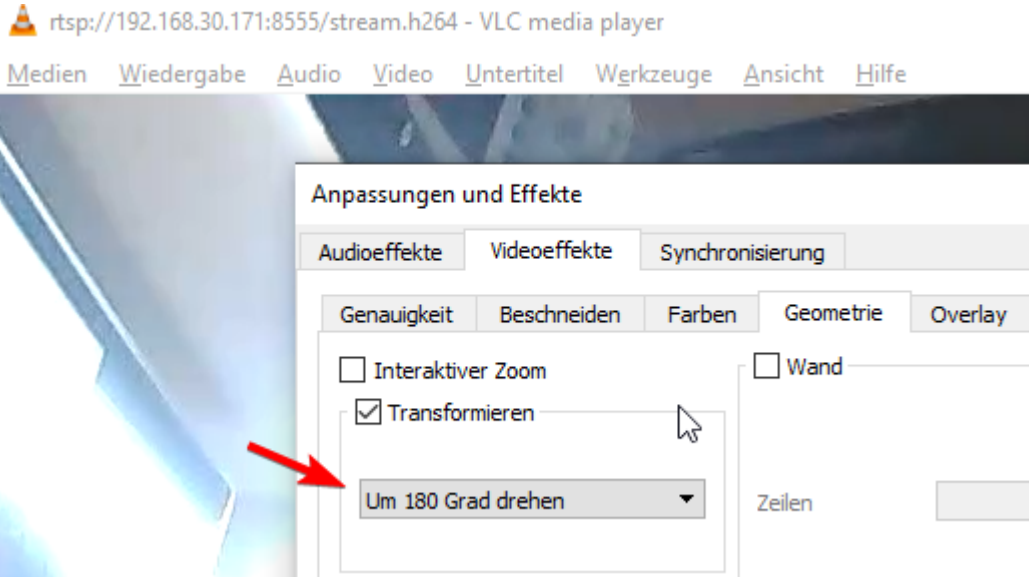 rtsp://192.168.30.171:8555/stream.h264 - VLC media player
Medien Wiedergabe Audio Video Untertitel Werkzeuge Ansicht Hilfe
Anpassungen und Effekte
Audioeffekte Videoeffekte Synchronisierung
Genauigkeit Beschneiden Farben Geometrie Overlay
Interaktiver Zoom
Wand
Transformieren
Um 180 Grad drehen
Zeilen